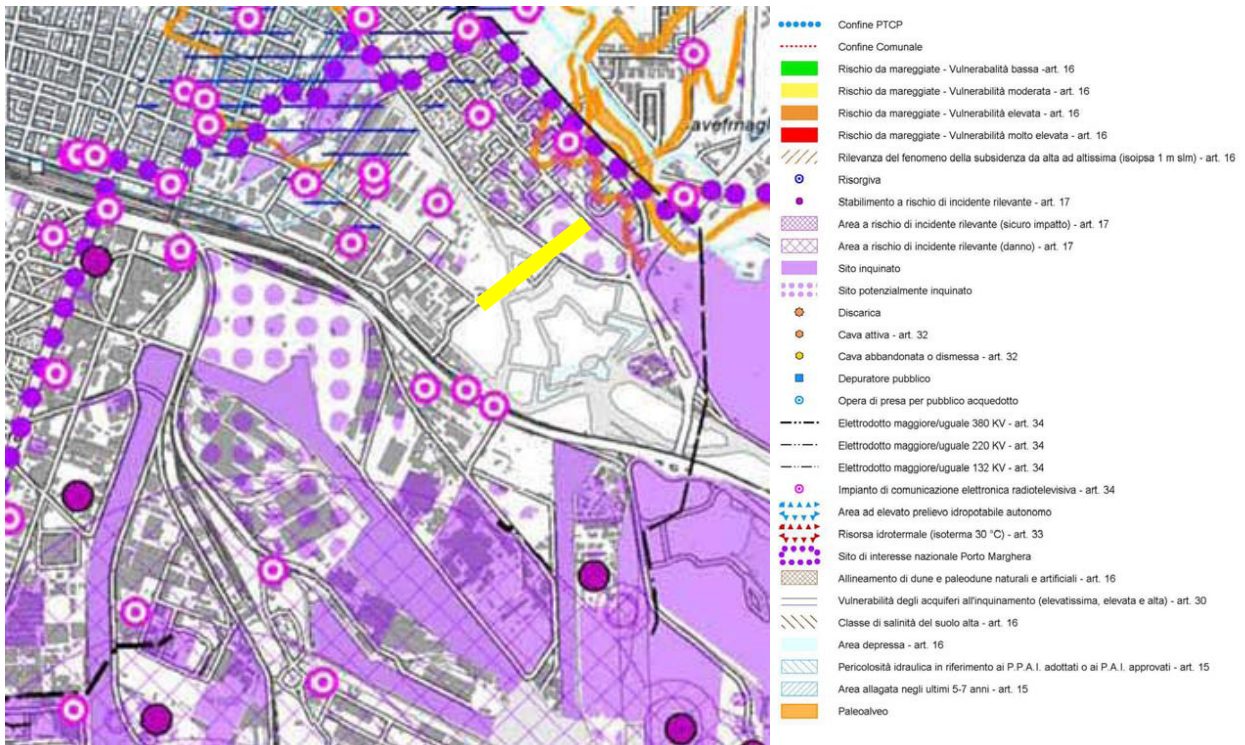 Confine PTCP
Confine Comunale
Rischio da mareggiate - Vulnerabalità bassa -art. 16
Rischio da mareggiate - Vulnerabilità moderata - art. 16
Rischio da mareggiate - Vulnerabilità elevata - art. 16
Rischio da mareggiate - Vulnerabilità molto elevata - art. 16
Rilevanza del fenomeno della subsidenza da alta ad altissima (isoipsa 1 m slm) - art. 16
Risorgiva
Stabilimento a rischio di incidente rilevante - art. 17
Area a rischio di incidente rilevante (sicuro impatto) - art. 17
Area a rischio di incidente rilevante (danno) - art. 17
Sito inquinato
Sito potenzialmente inquinato
Discarica
Cava attiva - art. 32
Cava abbandonata o dismessa - art. 32
Depuratore pubblico
Opera di presa per pubblico acquedotto
Elettrodotto maggiore/uguale 380 KV - art. 34
Elettrodotto maggiore/uguale 220 KV - art. 34
Elettrodotto maggiore/uguale 132 KV - art. 34
Impianto di comunicazione elettronica radiotelevisiva - art. 34
Area ad elevato prelievo idropotabile autonomo
Risorsa idrotermale (isoterma 30 °C) - art. 33
Sito di interesse nazionale Porto Marghera
Allineamento di dune e paleodune naturali e artificiali - art. 16
Vulnerabilità degli acquiferi all'inquinamento (elevatissima, elevata e alta) - art. 30
Classe di salinità del suolo alta - art. 16
Area depressa - art. 16
Pericolosità idraulica in riferimento ai P.P.A.I. adottati o ai P.A.I. approvati - art. 15
Area allagata negli ultimi 5-7 anni - art. 15
Paleoalveo